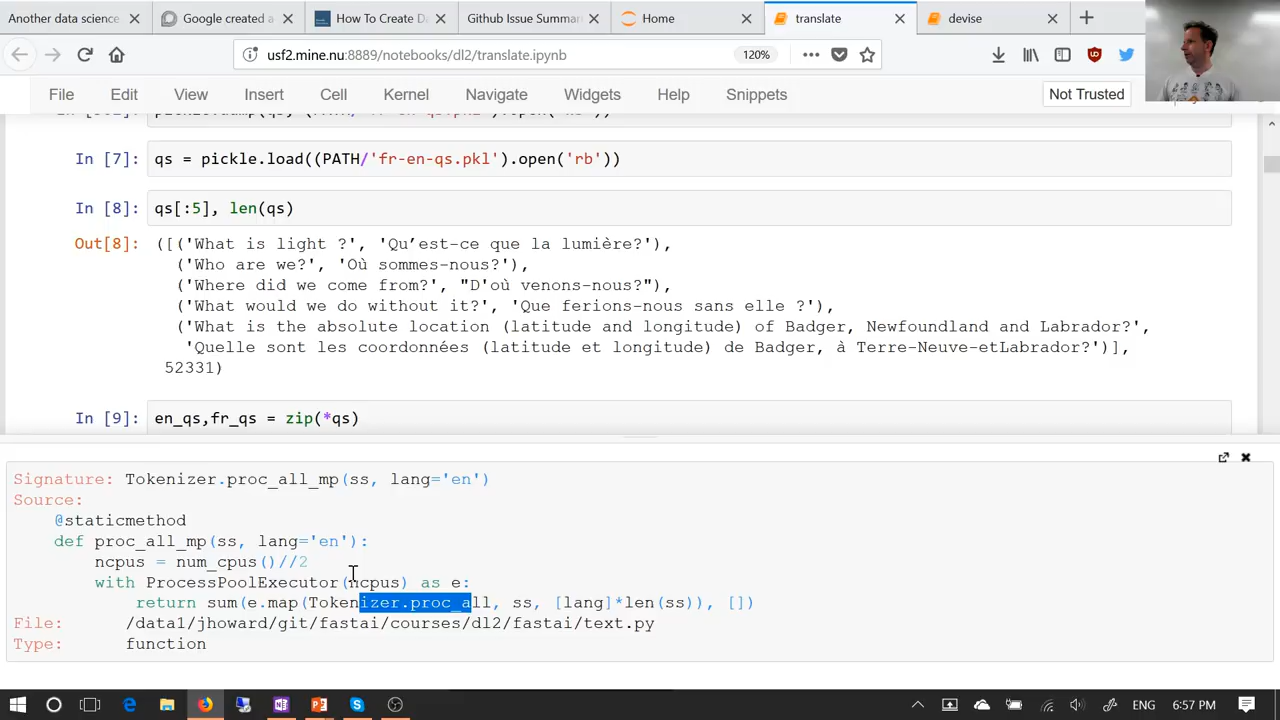 Another data science
Google created a
How To Create D
Github Issue Summar
Home
translate
devise
usf2.mine.nu:8889/notebooks/dl2/translate.ipynb
120%
File Edit View Insert Cell Kernel Navigate Widgets Help Snippets
Not Trusted
In [7]: qs = pickle.load((PATH/'fr-en-qs.pkl').open('rb'))
In [8]: qs[:5], len(qs)
Out[8]: ([('What is light ?', 'Qu’est-ce que la lumière?'),
('Who are we?', 'Où sommes-nous?'),
('Where did we come from?', "D'où venons-nous?"),
('What would we do without it?', 'Que ferions-nous sans elle ?'),
('What is the absolute location (latitude and longitude) of Badger, Newfoundland and Labrador?',
'Quelle sont les coordonnées (latitude et longitude) de Badger, à Terre-Neuve-etLabrador?')],
52331)
In [9]: en_qs,fr_qs = zip(*qs)
Signature: Tokenizer.proc_all_mp(ss, lang='en')
Source:
@staticmethod
def proc_all_mp(ss, lang='en'):
ncpus = num_cpus()//2
with ProcessPoolExecutor(ncpus) as e:
return sum(e.map(Tokenizer.proc_all, ss, [lang]*len(ss)), [])
File: /data1/jhoward/git/fastai/courses/dl2/fastai/text.py
Type: function
ENG
6:57 PM